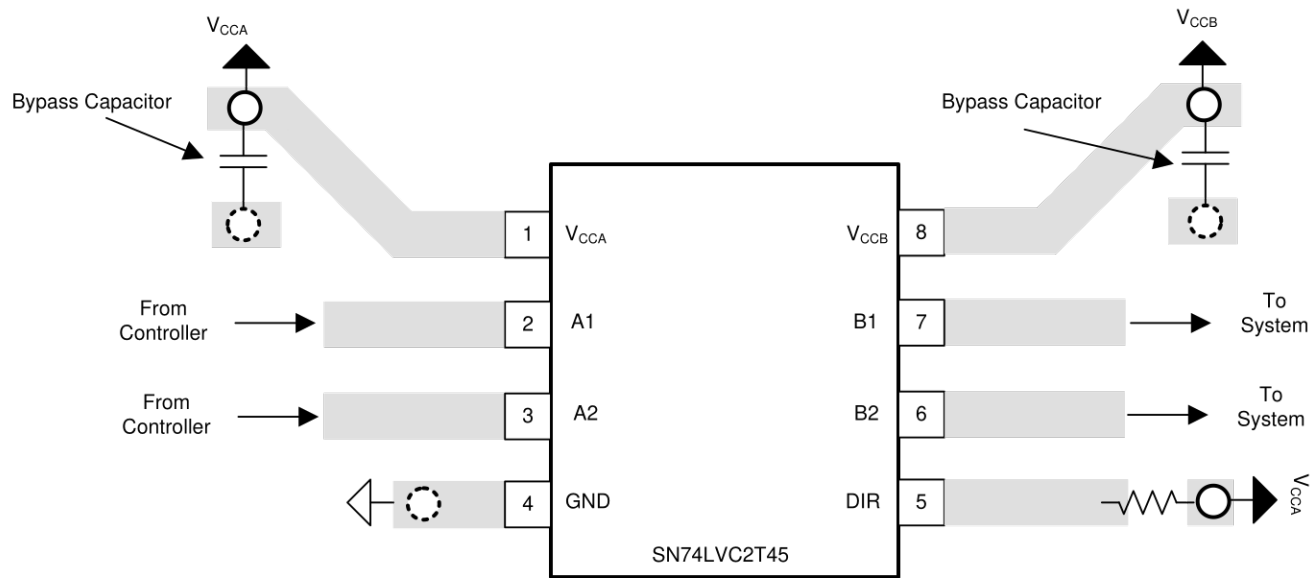 VCCA
VCCB
Bypass Capacitor
Bypass Capacitor
1 VCCA VCCB 8
From
Controller
2 A1 B1 7
To
System
From
Controller
3 A2 B2 6
To
System
4 GND DIR 5
VCCA
SN74LVC2T45